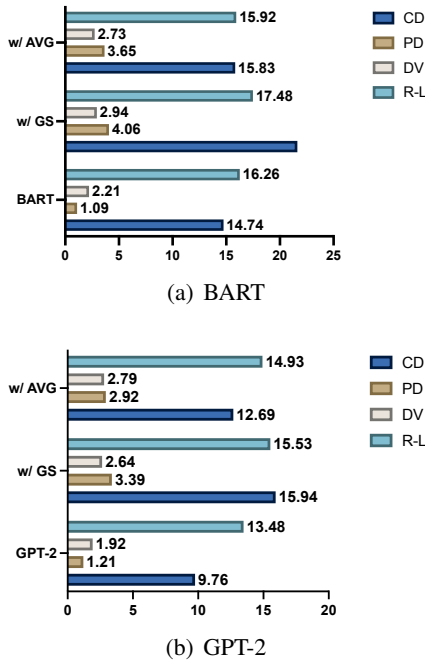 w/ AVG
15.92
2.73
3.65
15.83
w/ GS
17.48
2.94
4.06
BART
16.26
2.21
1.09
14.74
0 5 10 15 20 25
CD
PD
DV
R-L
(a) BART
w/ AVG
14.93
2.79
2.92
12.69
w/ GS
15.53
2.64
3.39
15.94
GPT-2
13.48
1.92
1.21
9.76
0 5 10 15 20
CD
PD
DV
R-L
(b) GPT-2